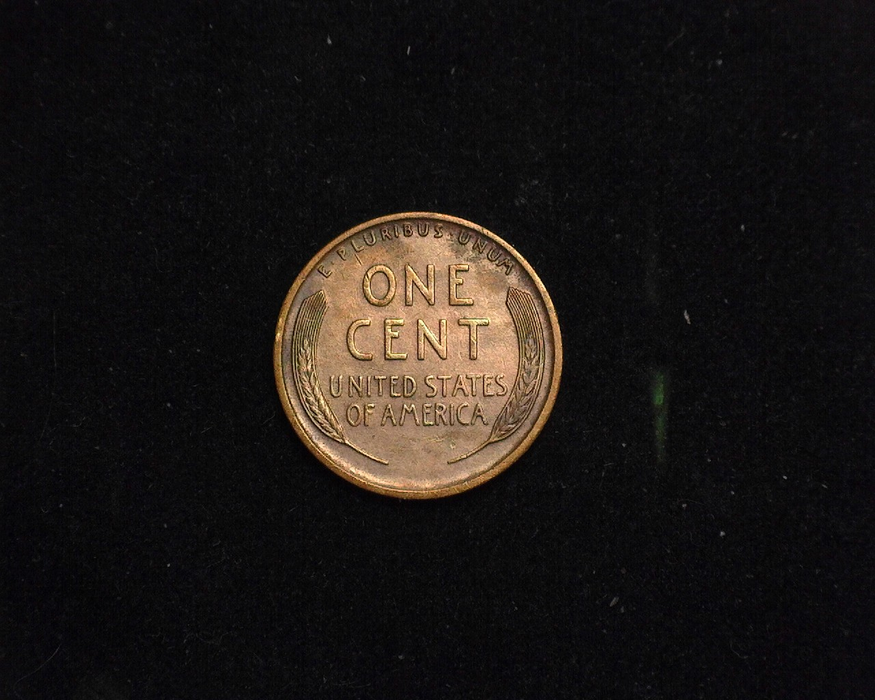 E·PLURIBUS·UNUM
ONE
CENT
UNITED STATES
OF AMERICA